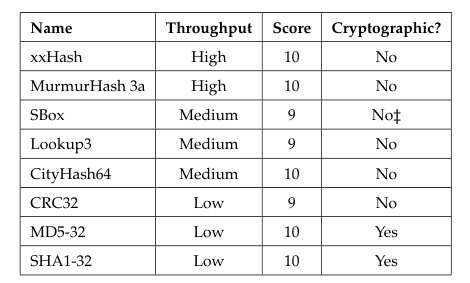 Name Throughput Score Cryptographic?
xxHash High 10 No
MurmurHash 3a High 10 No
SBox Medium 9 No‡
Lookup3 Medium 9 No
CityHash64 Medium 10 No
CRC32 Low 9 No
MD5-32 Low 10 Yes
SHA1-32 Low 10 Yes